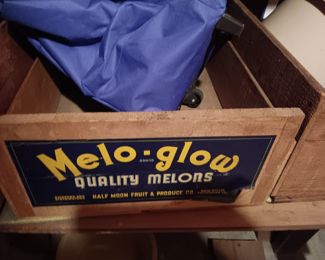 Melo-glow
BRAND
QUALITY MELONS
HALF MOON FRUIT & PRODUCE CO.